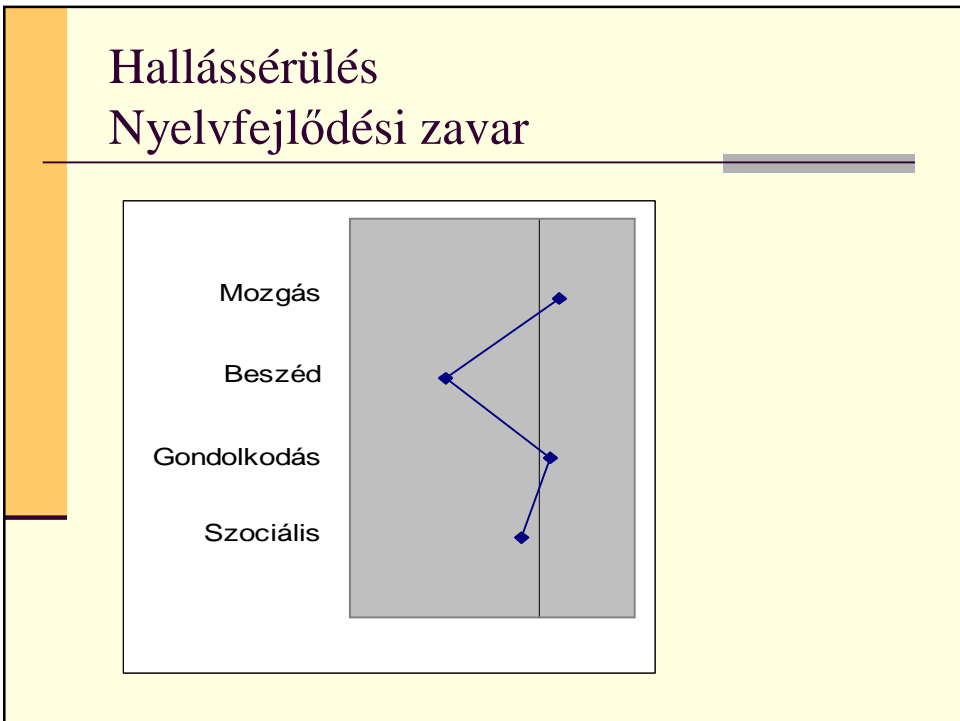 Hallássérülés
Nyelvfejlődési zavar
Mozgás
Beszéd
Gondolkodás
Szociális